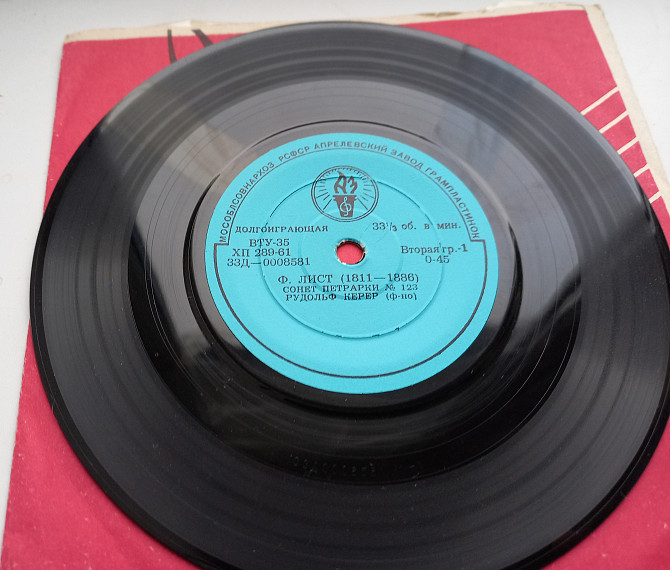 МОСОБЛСОВНАРХОЗ РСФСР АПРЕЛЕВСКИЙ ЗАВОД ГРАМПЛАСТИНОК
АЗ
ДОЛГОИГРАЮЩАЯ 33⅓ об. в мин.
ВТУ-35 Вторая гр.-1
ХП 289-61 0-45
33Д—0008581
Ф. ЛИСТ (1811—1886)
СОНЕТ ПЕТРАРКИ № 123
РУДОЛЬФ КЕРЕР (ф-но)